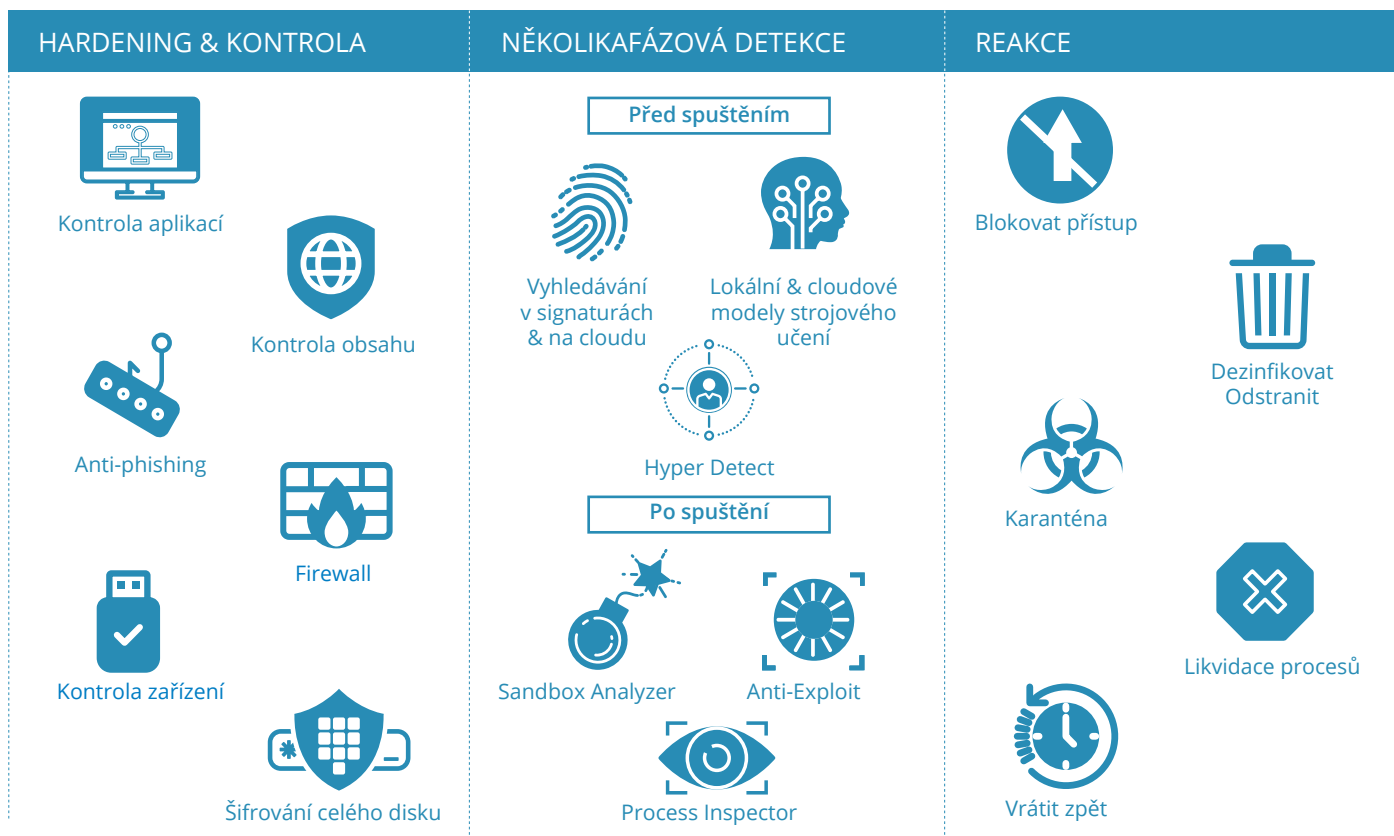 HARDENING & KONTROLA
Kontrola aplikací
Kontrola obsahu
Anti-phishing
Firewall
Kontrola zařízení
Šifrování celého disku
NĚKOLIKAFÁZOVÁ DETEKCE
Před spuštěním
Vyhledávání
v signaturách
& na cloudu
Lokální & cloudové
modely strojového
učení
Hyper Detect
Po spuštění
Sandbox Analyzer
Anti-Exploit
Process Inspector
REAKCE
Blokovat přístup
Dezinfikovat
Odstranit
Karanténa
Likvidace procesů
Vrátit zpět